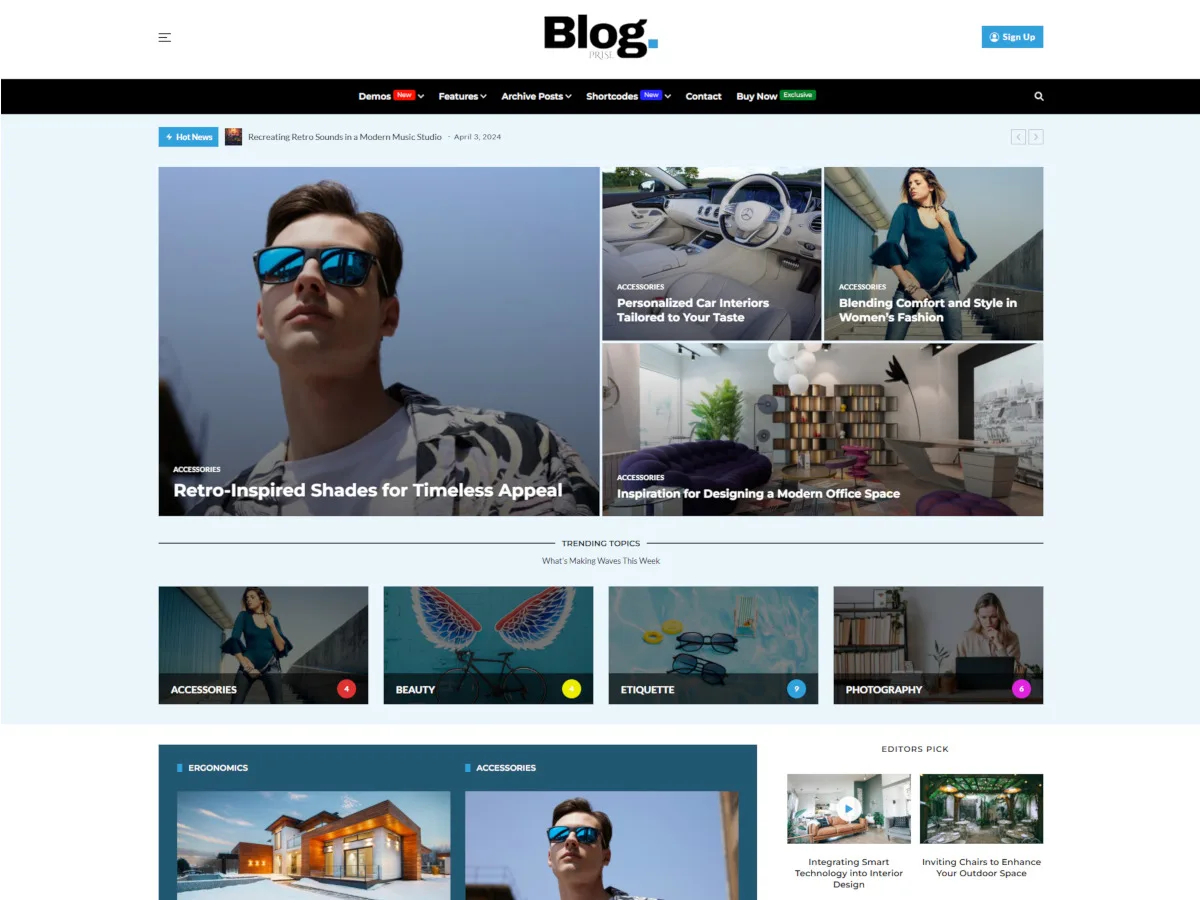 Blog.
PRISE
Sign Up
Demos New Features Archive Posts Shortcodes New Contact Buy Now Exclusive
Hot News Recreating Retro Sounds in a Modern Music Studio - April 3, 2024
ACCESSORIES
Personalized Car Interiors
Tailored to Your Taste
ACCESSORIES
Blending Comfort and Style in
Women's Fashion
ACCESSORIES
Retro-Inspired Shades for Timeless Appeal
ACCESSORIES
Inspiration for Designing a Modern Office Space
TRENDING TOPICS
What's Making Waves This Week
ACCESSORIES 4
BEAUTY 4
ETIQUETTE 9
PHOTOGRAPHY 6
ERGONOMICS
ACCESSORIES
EDITORS PICK
Integrating Smart
Technology into Interior
Design
Inviting Chairs to Enhance
Your Outdoor Space